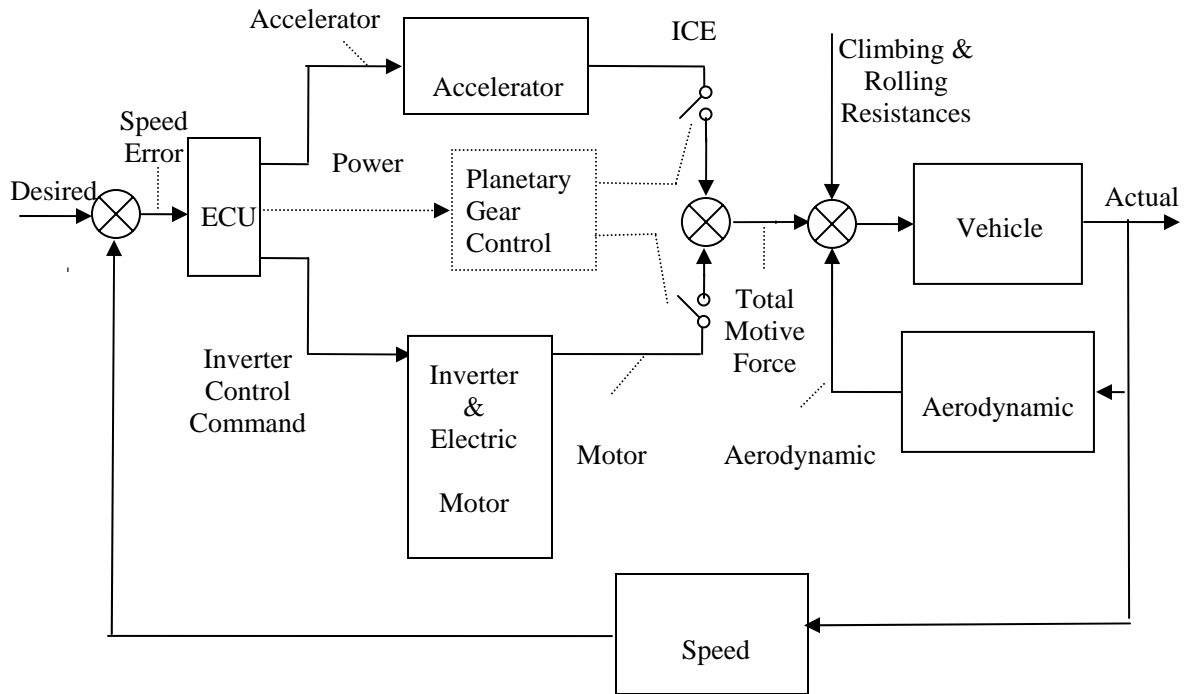 Accelerator
ICE
Accelerator
Climbing &
Rolling
Resistances
Speed
Error
Power
Planetary
Gear
Control
Desired
ECU
Vehicle
Actual
Total
Motive
Force
Inverter
Control
Command
Inverter
&
Electric
Motor
Motor
Aerodynamic
Aerodynamic
Speed